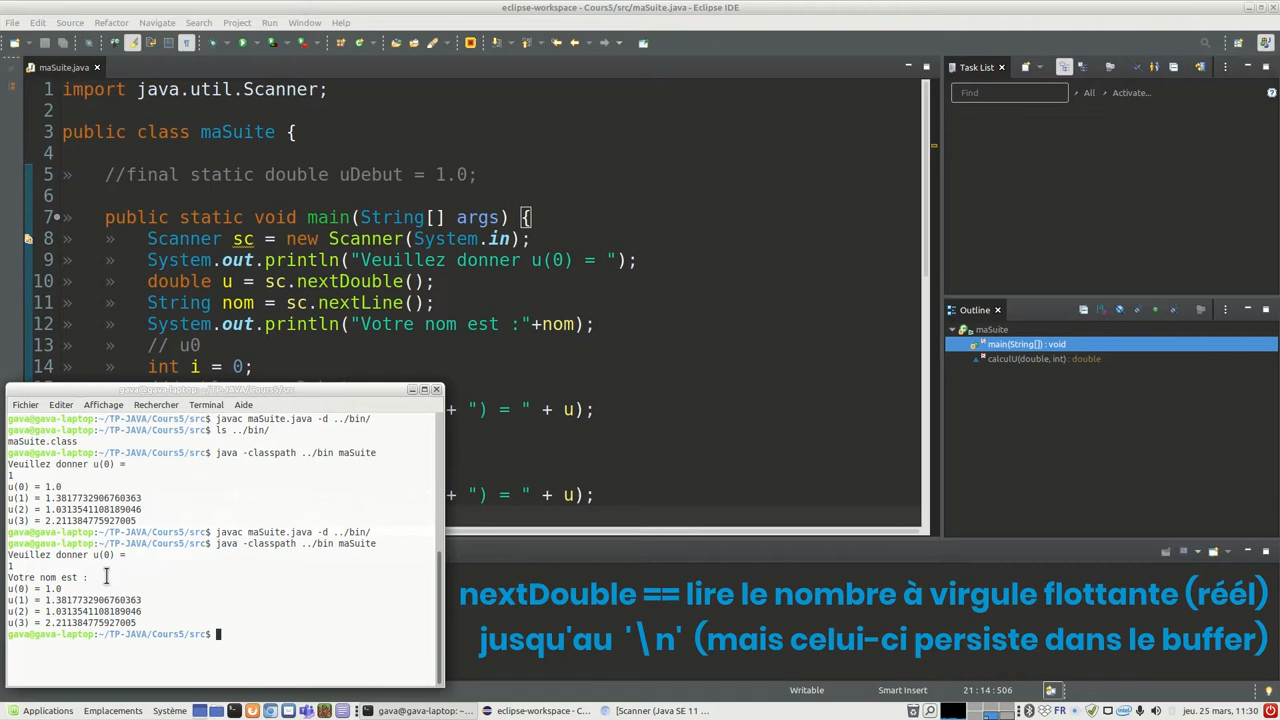 eclipse-workspace - Cours5/src/maSuite.java - Eclipse IDE
File Edit Source Refactor Navigate Search Project Run Window Help
maSuite.java
Task List
Find
All
Activate...
1 import java.util.Scanner;
2
3 public class maSuite {
4
5 » //final static double uDebut = 1.0;
6
7 » public static void main(String[] args) {
8 » » Scanner sc = new Scanner(System.in);
9 » » System.out.println("Veuillez donner u(0) = ");
10 » » double u = sc.nextDouble();
11 » » String nom = sc.nextLine();
12 » » System.out.println("Votre nom est :"+nom);
13 » » // u0
14 » » int i = 0;
+ ") = " + u);
+ ") = " + u);
Outline
maSuite
main(String[]) : void
calculU(double, int) : double
gava@gava-laptop: ~/TP-JAVA/Cours5/src
Fichier Editer Affichage Rechercher Terminal Aide
gava@gava-laptop:~/TP-JAVA/Cours5/src$ javac maSuite.java -d ../bin/
gava@gava-laptop:~/TP-JAVA/Cours5/src$ ls ../bin/
maSuite.class
gava@gava-laptop:~/TP-JAVA/Cours5/src$ java -classpath ../bin maSuite
Veuillez donner u(0) =
1
u(0) = 1.0
u(1) = 1.3817732906760363
u(2) = 1.0313541108189046
u(3) = 2.211384775927005
gava@gava-laptop:~/TP-JAVA/Cours5/src$ javac maSuite.java -d ../bin/
gava@gava-laptop:~/TP-JAVA/Cours5/src$ java -classpath ../bin maSuite
Veuillez donner u(0) =
1
Votre nom est :
u(0) = 1.0
u(1) = 1.3817732906760363
u(2) = 1.0313541108189046
u(3) = 2.211384775927005
gava@gava-laptop:~/TP-JAVA/Cours5/src$
nextDouble == lire le nombre à virgule flottante (réél)
jusqu'au '\n' (mais celui-ci persiste dans le buffer)
Writable
Smart Insert
21 : 14 : 506
Applications Emplacements Système
gava@gava-laptop: ~/...
eclipse-workspace - C...
[Scanner (Java SE 11 ...
FR
jeu. 25 mars, 11:30